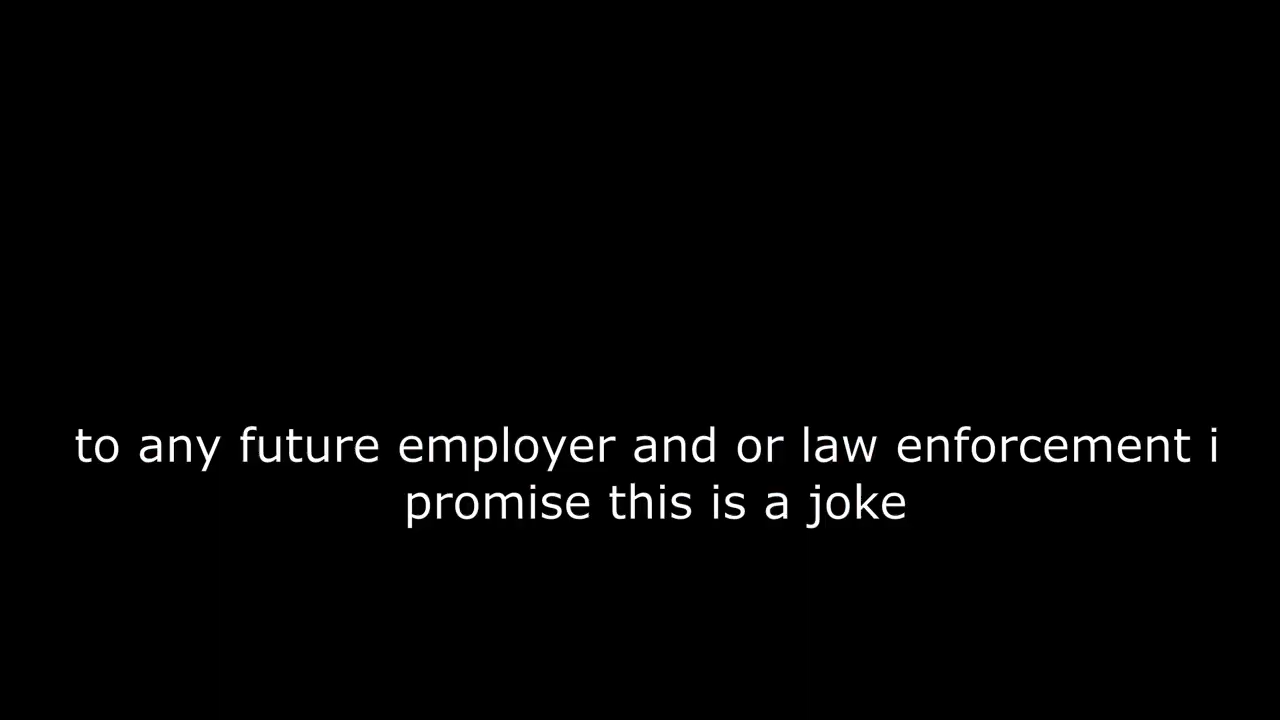 to any future employer and or law enforcement i
promise this is a joke